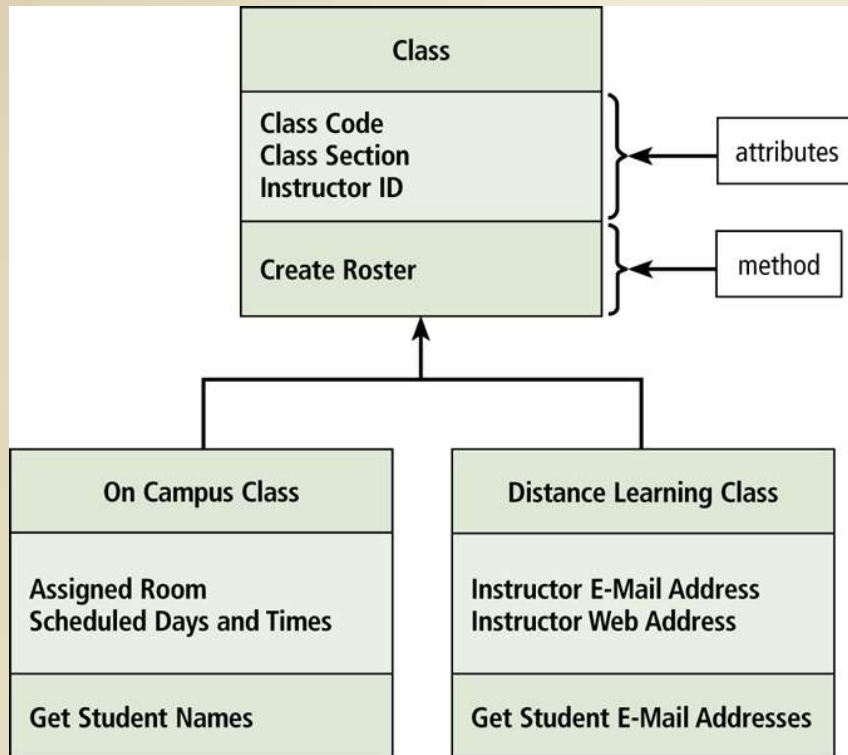 Class
Class Code
Class Section
Instructor ID
attributes
Create Roster
method
On Campus Class
Assigned Room
Scheduled Days and Times
Get Student Names
Distance Learning Class
Instructor E-Mail Address
Instructor Web Address
Get Student E-Mail Addresses